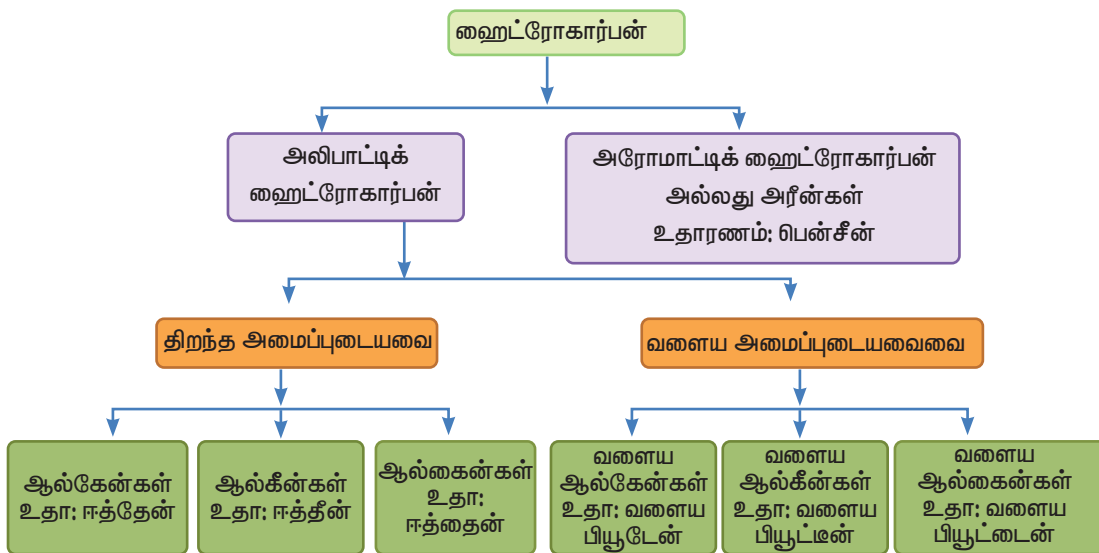 ஹைட்ரோகார்பன்
அலிபாட்டிக்
ஹைட்ரோகார்பன்
அரோமாட்டிக் ஹைட்ரோகார்பன்
அல்லது அரீன்கள்
உதாரணம்: பென்சீன்
திறந்த அமைப்புடையவை
வளைய அமைப்புடையவைவை
ஆல்கேன்கள்
உதா: ஈத்தேன்
ஆல்கீன்கள்
உதா: ஈத்தீன்
ஆல்கைன்கள்
உதா:
ஈத்தைன்
வளைய
ஆல்கேன்கள்
உதா: வளைய
பியூடேன்
வளைய
ஆல்கீன்கள்
உதா: வளைய
பியூட்டீன்
வளைய
ஆல்கைன்கள்
உதா: வளைய
பியூட்டைன்